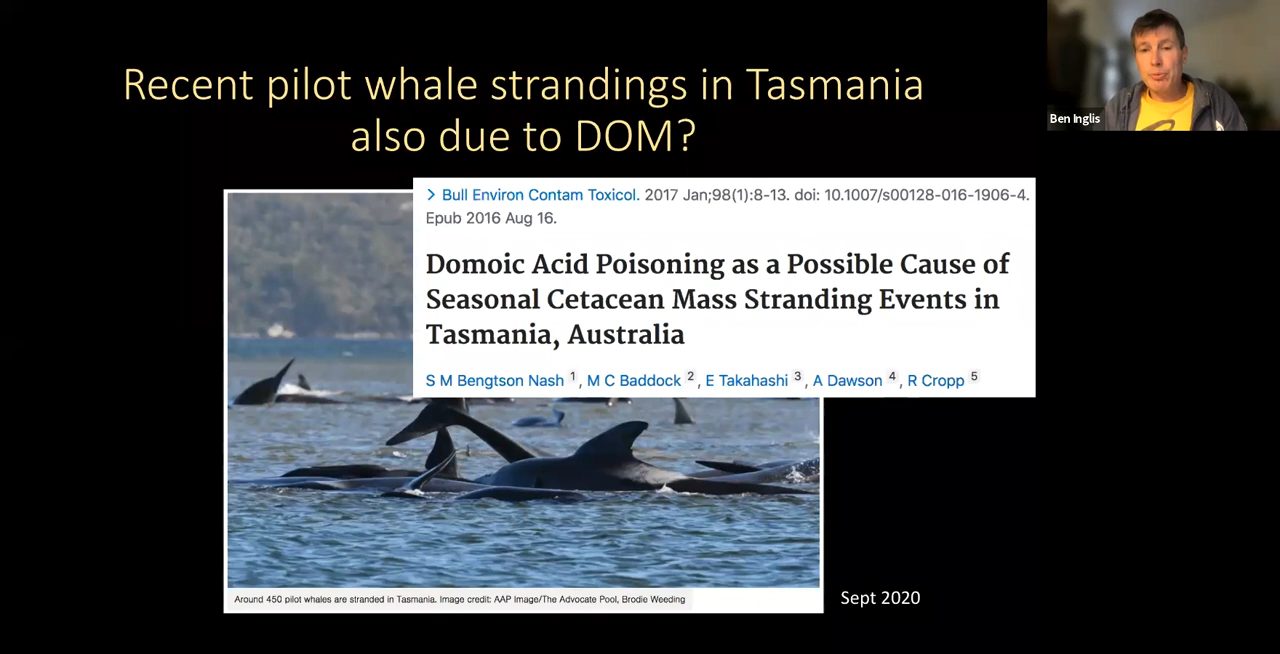 Recent pilot whale strandings in Tasmania
also due to DOM?
Ben Inglis
> Bull Environ Contam Toxicol. 2017 Jan;98(1):8-13. doi: 10.1007/s00128-016-1906-4.
Epub 2016 Aug 16.
Domoic Acid Poisoning as a Possible Cause of
Seasonal Cetacean Mass Stranding Events in
Tasmania, Australia
S M Bengtson Nash 1, M C Baddock 2, E Takahashi 3, A Dawson 4, R Cropp 5
Around 450 pilot whales are stranded in Tasmania. Image credit: AAP Image/The Advocate Pool, Brodie Weeding
Sept 2020